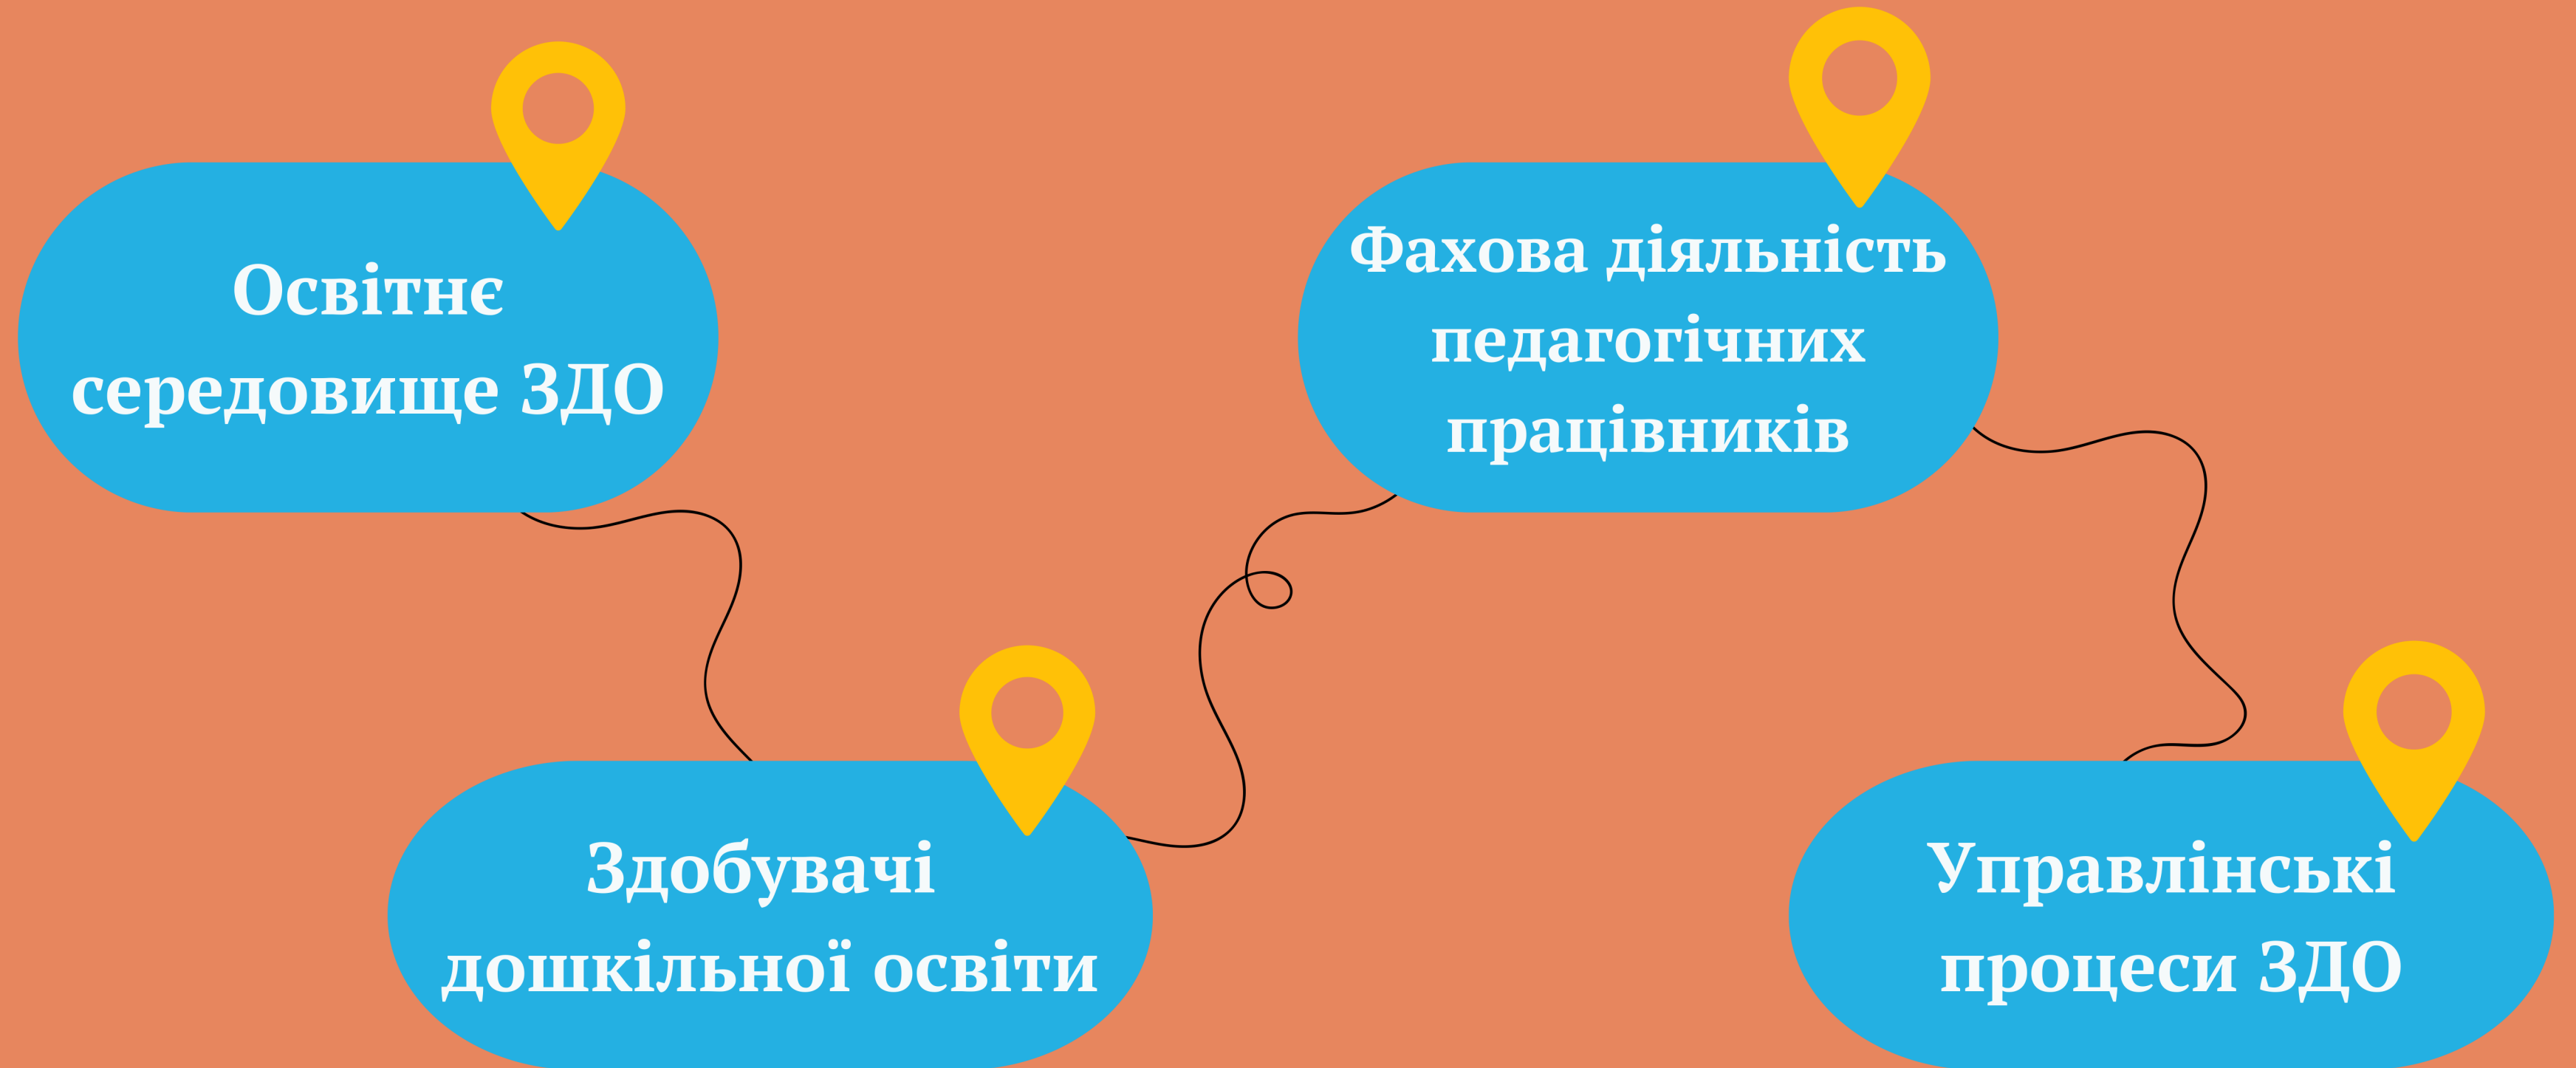 Освітнє
середовище ЗДО
Здобувачі
дошкільної освіти
Фахова діяльність
педагогічних
працівників
Управлінські
процеси ЗДО